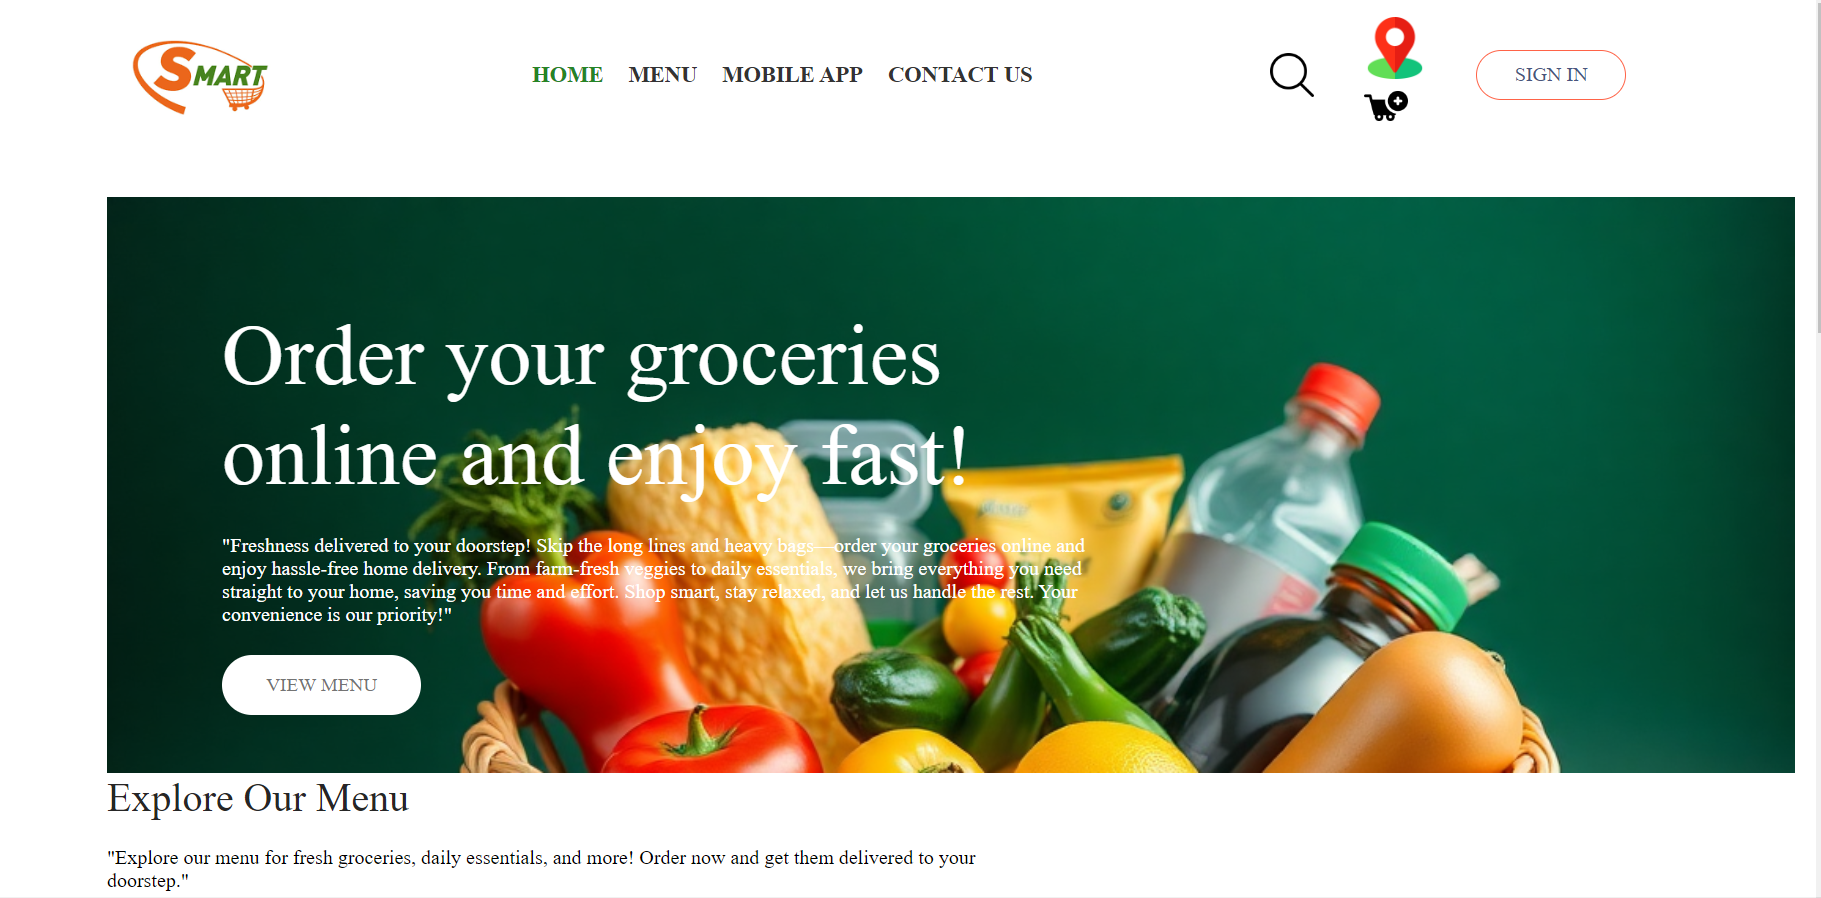 SMART
HOME MENU MOBILE APP CONTACT US
SIGN IN
Order your groceries
online and enjoy fast!
"Freshness delivered to your doorstep! Skip the long lines and heavy bags—order your groceries online and
enjoy hassle-free home delivery. From farm-fresh veggies to daily essentials, we bring everything you need
straight to your home, saving you time and effort. Shop smart, stay relaxed, and let us handle the rest. Your
convenience is our priority!"
VIEW MENU
Explore Our Menu
"Explore our menu for fresh groceries, daily essentials, and more! Order now and get them delivered to your
doorstep."